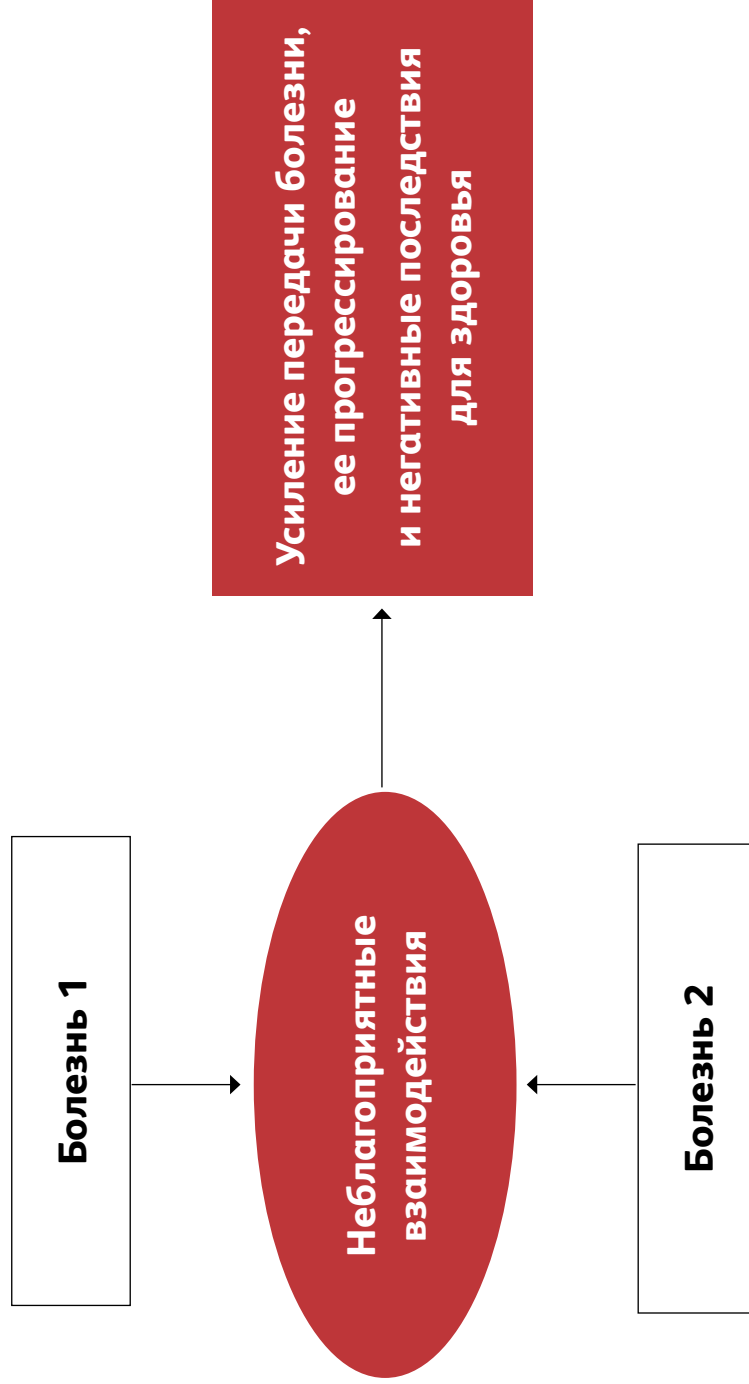 Болезнь 1
Неблагоприятные
взаимодействия
Болезнь 2
Усиление передачи болезни,
ее прогрессирование
и негативные последствия
для здоровья